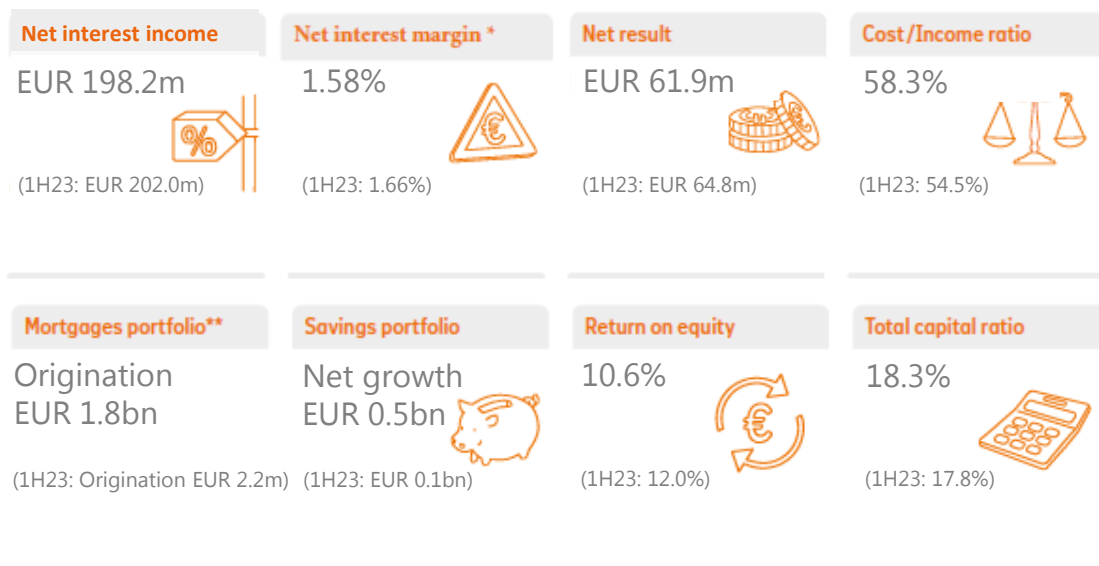 Net interest income
EUR 198.2m
%
(1H23: EUR 202.0m)
Net interest margin *
1.58%
€
(1H23: 1.66%)
Net result
EUR 61.9m
€
(1H23: EUR 64.8m)
Cost/Income ratio
58.3%
(1H23: 54.5%)
Mortgages portfolio**
Origination
EUR 1.8bn
(1H23: Origination EUR 2.2m)
Savings portfolio
Net growth
EUR 0.5bn
(1H23: EUR 0.1bn)
Return on equity
10.6%
€
(1H23: 12.0%)
Total capital ratio
18.3%
(1H23: 17.8%)